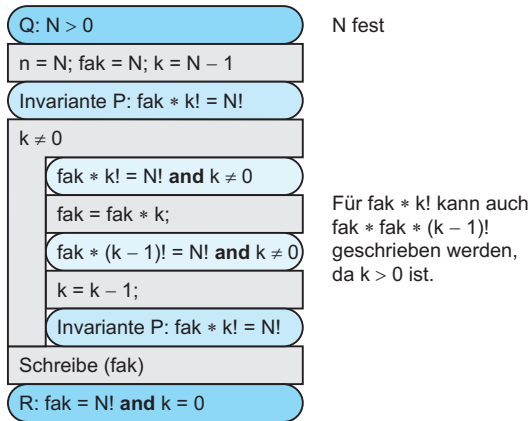 Q: N > 0
N fest
n = N; fak = N; k = N – 1
Invariante P: fak ∗ k! = N!
k ≠ 0
fak ∗ k! = N! and k ≠ 0
fak = fak ∗ k;
fak ∗ (k – 1)! = N! and k ≠ 0
k = k – 1;
Invariante P: fak ∗ k! = N!
Für fak ∗ k! kann auch
fak ∗ fak ∗ (k – 1)!
geschrieben werden,
da k > 0 ist.
Schreibe (fak)
R: fak = N! and k = 0